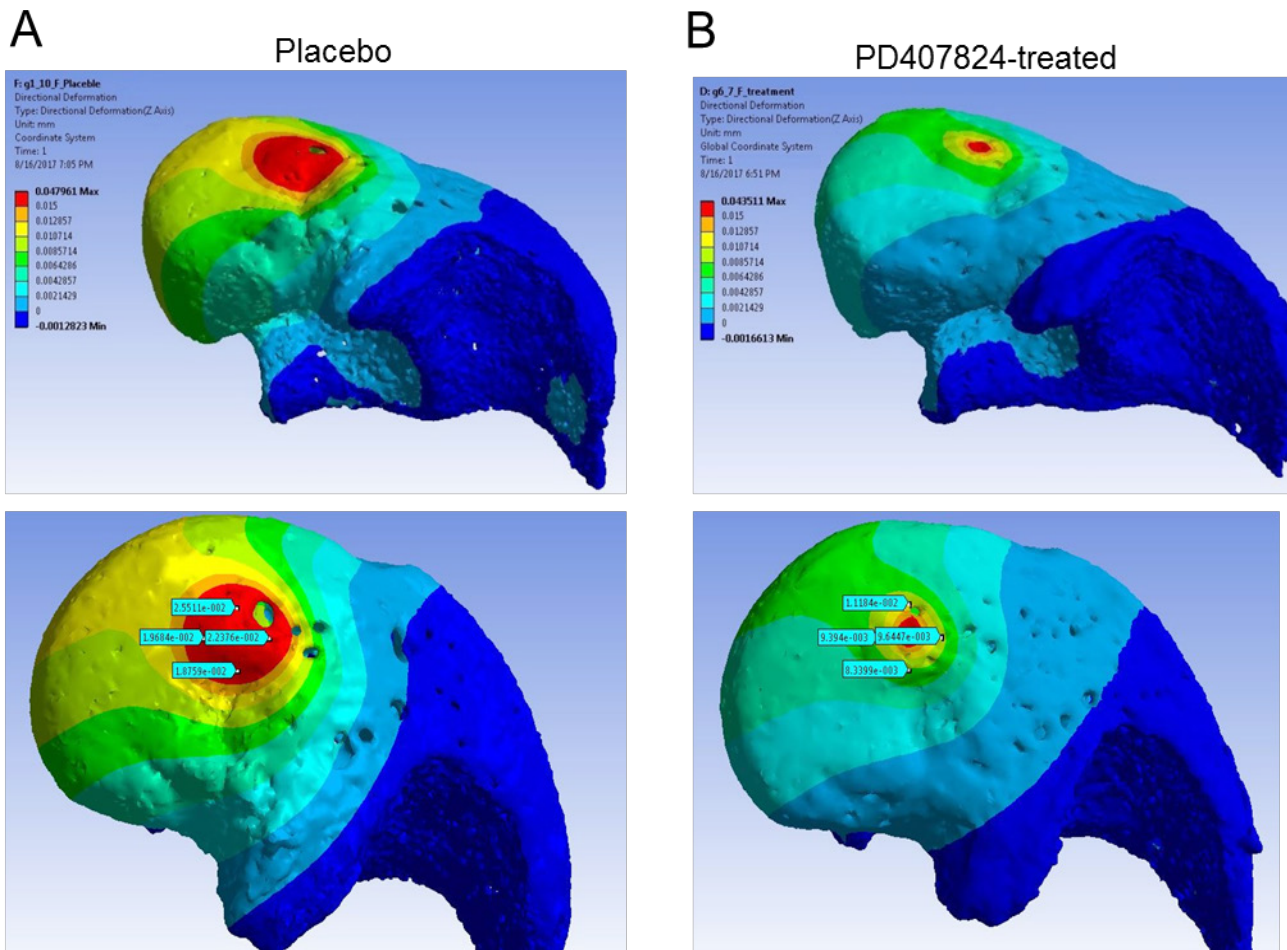 A
Placebo
F: g1_10_F_Placeble
Directional Deformation
Type: Directional Deformation(Z Axis)
Unit: mm
Coordinate System
Time: 1
8/16/2017 7:05 PM
0.047961 Max
0.015
0.012857
0.010714
0.0085714
0.0064286
0.0042857
0.0021429
0
-0.0012823 Min
2.5511e-002
1.9684e-002 2.2376e-002
1.8759e-002
B
PD407824-treated
D: g6_7_F_treatment
Directional Deformation
Type: Directional Deformation(Z Axis)
Unit: mm
Global Coordinate System
Time: 1
8/16/2017 6:51 PM
0.043511 Max
0.015
0.012857
0.010714
0.0085714
0.0064286
0.0042857
0.0021429
0
-0.0016613 Min
1.1184e-002
9.394e-003 9.6447e-003
8.3399e-003